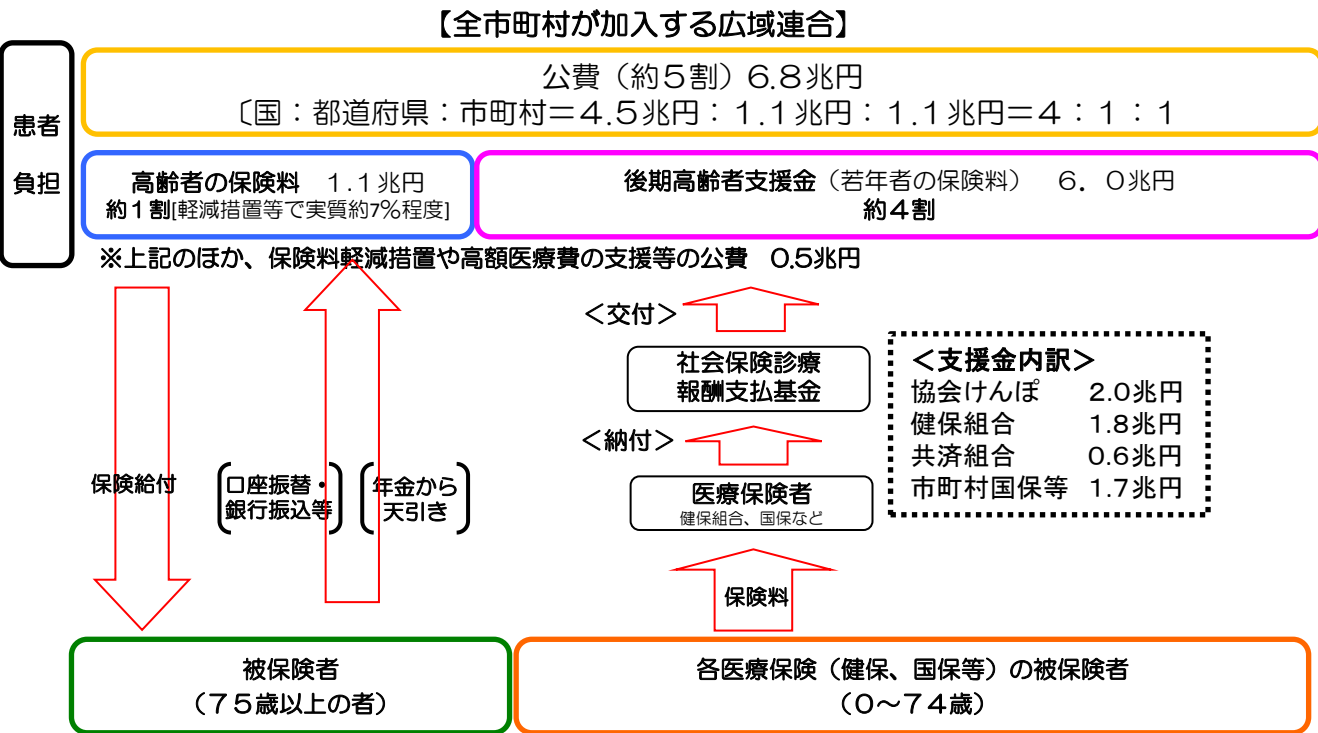 【全市町村が加入する広域連合】
患者
負担
公費（約５割）６.８兆円
〔国：都道府県：市町村＝４.５兆円：１.１兆円：１.１兆円＝４：１：１
高齢者の保険料　１.１兆円
約１割[軽減措置等で実質約7％程度]
後期高齢者支援金（若年者の保険料）　６．０兆円
約４割
※上記のほか、保険料軽減措置や高額医療費の支援等の公費　０.５兆円
＜交付＞
社会保険診療
報酬支払基金
＜納付＞
医療保険者
健保組合、国保など
保険料
＜支援金内訳＞
協会けんぽ　2.0兆円
健保組合　1.8兆円
共済組合　0.6兆円
市町村国保等　1.7兆円
保険給付
口座振替・
銀行振込等
年金から
天引き
被保険者
（７５歳以上の者）
各医療保険（健保、国保等）の被保険者
（０～７４歳）